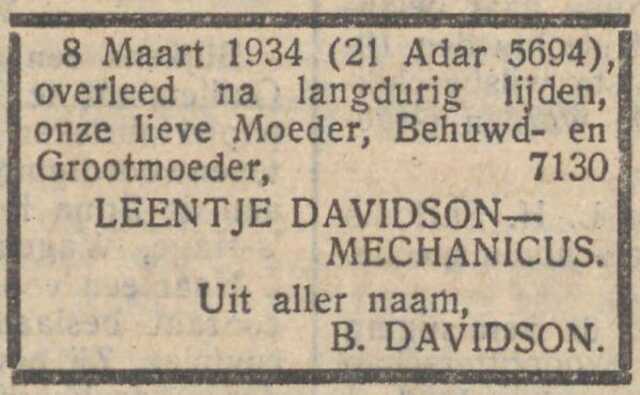 8 Maart 1934 (21 Adar 5694),
overleed na langdurig lijden,
onze lieve Moeder, Behuwd- en
Grootmoeder, 7130
LEENTJE DAVIDSON—
MECHANICUS.
Uit aller naam,
B. DAVIDSON.